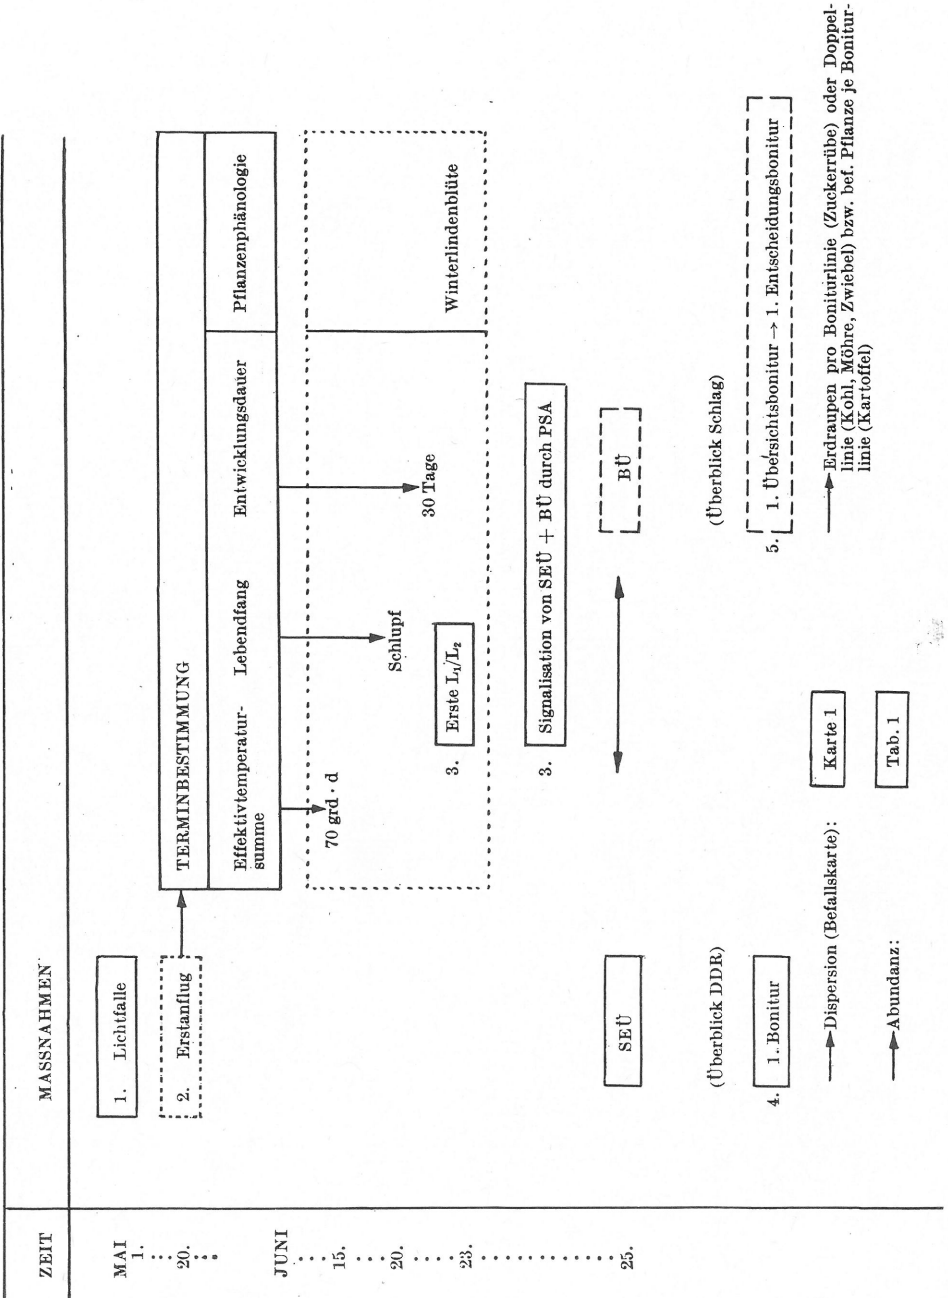 ZEIT
MASSNAHMEN
MAI
1.
1. Lichtfalle
20.
2. Erstanflug
TERMINBESTIMMUNG
Effektivtemperatur-
summe
Lebendfang
Entwicklungsdauer
Pflanzenphänologie
JUNI
15.
70 grd · d
20.
Schlupf
30 Tage
23.
3. Erste L₁/L₂
Winterlindenblüte
3. Signalisation von SEÜ + BÜ durch PSA
25.
SEÜ
BÜ
(Überblick DDR)
(Überblick Schlag)
4. 1. Bonitur
5. 1. Übersichtsbonitur → 1. Entscheidungsbonitur
Dispersion (Befallskarte):
Karte 1
Erdraupen pro Boniturlinie (Zuckerrübe) oder Doppel-
linie (Kohl, Möhre, Zwiebel) bzw. bef. Pflanze je Bonitur-
linie (Kartoffel)
Abundanz:
Tab. 1